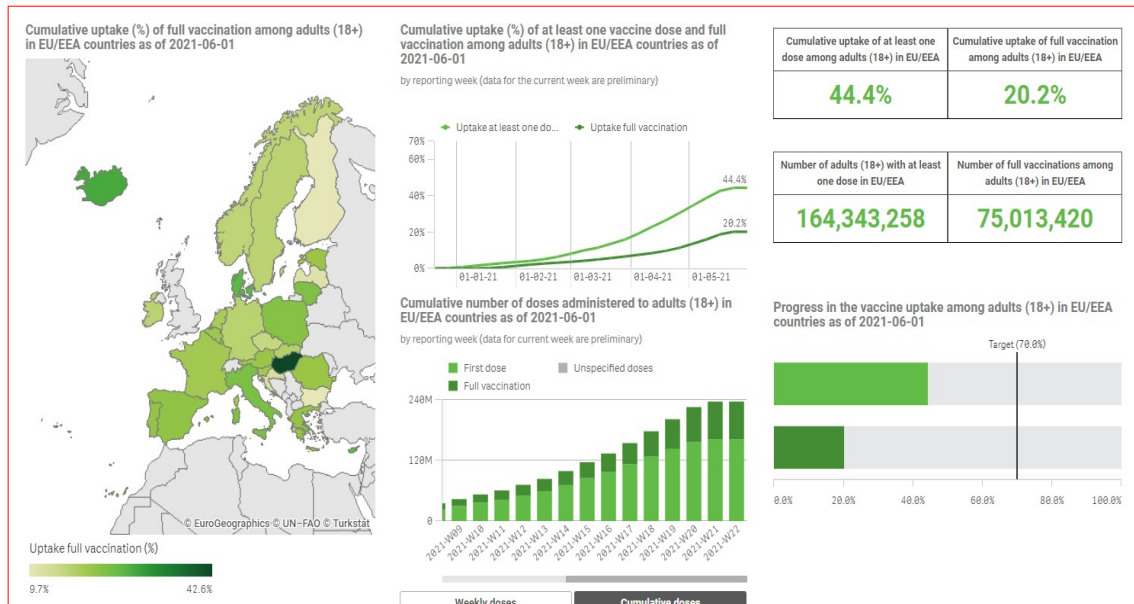 Cumulative uptake (%) of full vaccination among adults (18+)
in EU/EEA countries as of 2021-06-01
© EuroGeographics © UN-FAO © Turkstat
Uptake full vaccination (%)
9.7%
42.6%
Cumulative uptake (%) of at least one vaccine dose and full
vaccination among adults (18+) in EU/EEA countries as of
2021-06-01
by reporting week (data for the current week are preliminary)
Uptake at least one do... Uptake full vaccination
70%
60%
40%
20%
0%
44.4%
20.2%
01-01-21 01-02-21 01-03-21 01-04-21 01-05-21
Cumulative number of doses administered to adults (18+) in
EU/EEA countries as of 2021-06-01
by reporting week (data for current week are preliminary)
First dose Unspecified doses
Full vaccination
240M
120M
0
2021-W09 2021-W10 2021-W11 2021-W12 2021-W13 2021-W14 2021-W15 2021-W16 2021-W17 2021-W18 2021-W19 2021-W20 2021-W21 2021-W22
Weekly doses Cumulative doses
Cumulative uptake of at least one
dose among adults (18+) in EU/EEA
44.4%
Cumulative uptake of full vaccination
among adults (18+) in EU/EEA
20.2%
Number of adults (18+) with at least
one dose in EU/EEA
164,343,258
Number of full vaccinations among
adults (18+) in EU/EEA
75,013,420
Progress in the vaccine uptake among adults (18+) in EU/EEA
countries as of 2021-06-01
Target (70.0%)
0.0% 20.0% 40.0% 60.0% 80.0% 100.0%